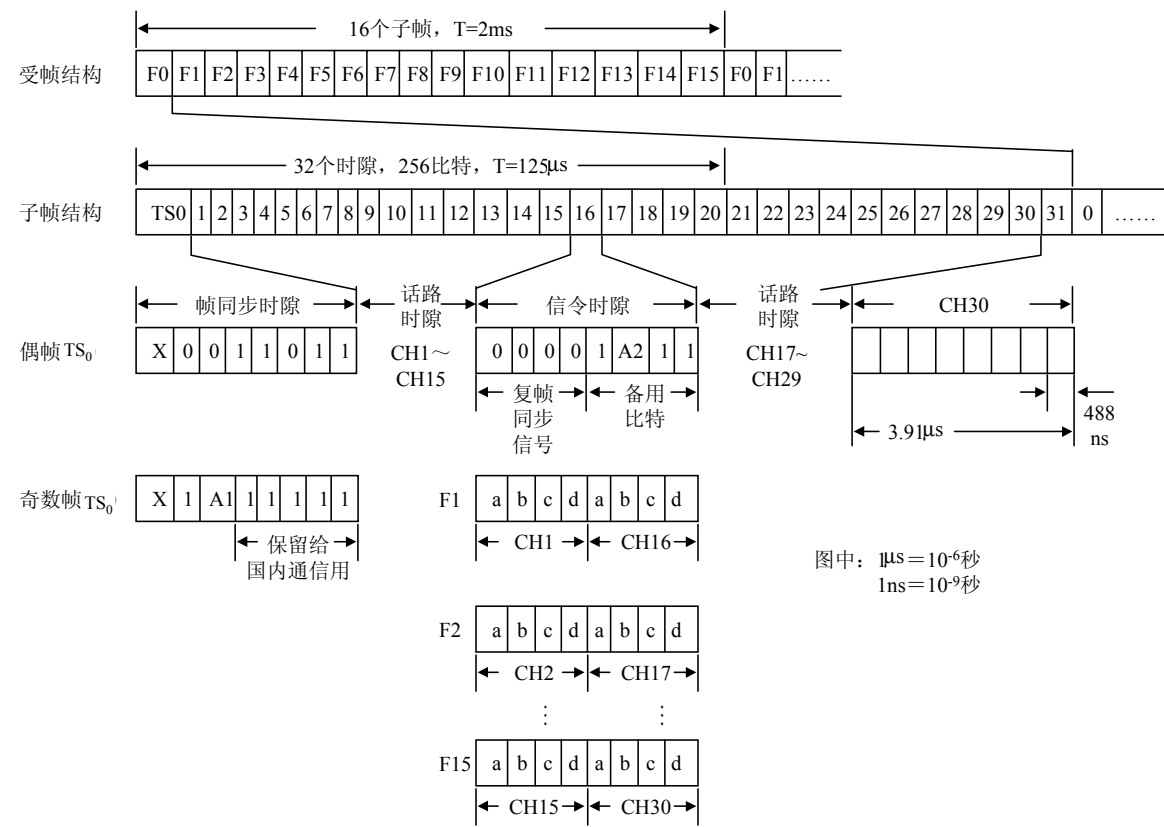 16个子帧，T=2ms
受帧结构 F0 F1 F2 F3 F4 F5 F6 F7 F8 F9 F10 F11 F12 F13 F14 F15 F0 F1 ……
32个时隙，256比特，T=125μs
子帧结构 TS0 1 2 3 4 5 6 7 8 9 10 11 12 13 14 15 16 17 18 19 20 21 22 23 24 25 26 27 28 29 30 31 0 ……
帧同步时隙 话路 信令时隙 话路 CH30
时隙 时隙
偶帧 TS0 X 0 0 1 1 0 1 1 CH1～ 0 0 0 0 1 A2 1 1 CH17~
CH15 CH29
复帧 备用 488
同步 比特 3.91μs ns
信号
奇数帧 TS0 X 1 A1 1 1 1 1 1 F1 a b c d a b c d
保留给 CH1 CH16
国内通信用
图中：1μs＝10-6秒
1ns＝10-9秒
F2 a b c d a b c d
CH2 CH17
⋮ ⋮
F15 a b c d a b c d
CH15 CH30